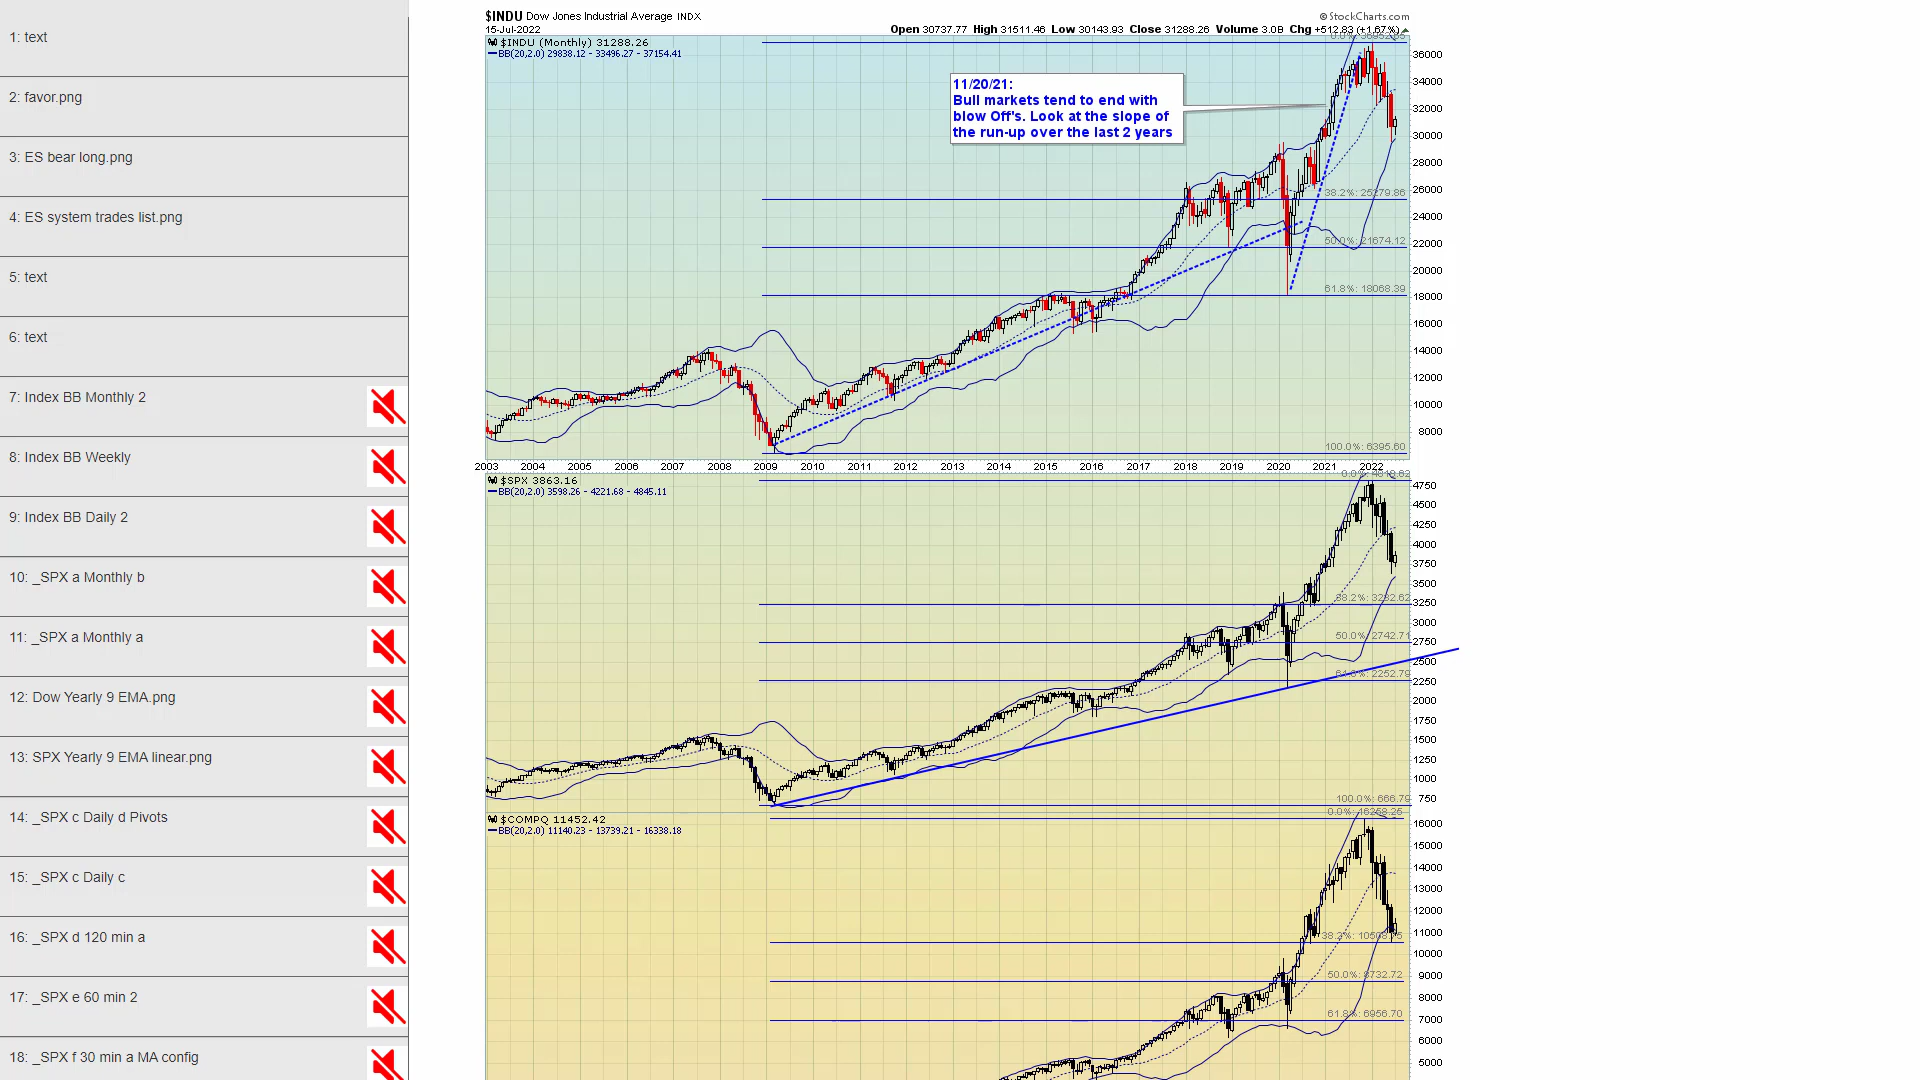 1: text
2: favor.png
3: ES bear long.png
4: ES system trades list.png
5: text
6: text
7: Index BB Monthly 2
8: Index BB Weekly
9: Index BB Daily 2
10: _SPX a Monthly b
11: _SPX a Monthly a
12: Dow Yearly 9 EMA.png
13: SPX Yearly 9 EMA linear.png
14: _SPX c Daily d Pivots
15: _SPX c Daily c
16: _SPX d 120 min a
17: _SPX e 60 min 2
18: _SPX f 30 min a MA config
$INDU Dow Jones Industrial Average INDX
© StockCharts.com
15-Jul-2022
Open 30737.77 High 31511.46 Low 30143.93 Close 31288.26 Volume 3.0B Chg +512.83 (+1.67%)
$INDU (Monthly) 31288.26
BB(20,2.0) 29838.12 - 33496.27 - 37154.41
11/20/21:
Bull markets tend to end with
blow Off's. Look at the slope of
the run-up over the last 2 years
38.2%: 25279.86
50.0%: 21674.12
61.8%: 18068.39
100.0%: 6395.60
36000
34000
32000
30000
28000
26000
24000
22000
20000
18000
16000
14000
12000
10000
8000
2003 2004 2005 2006 2007 2008 2009 2010 2011 2012 2013 2014 2015 2016 2017 2018 2019 2020 2021 2022
$SPX 3863.16
BB(20,2.0) 3598.26 - 4221.68 - 4845.11
0.0%: 4818.62
38.2%: 3232.62
50.0%: 2742.71
61.8%: 2252.79
100.0%: 666.79
4750
4500
4250
4000
3750
3500
3250
3000
2750
2500
2250
2000
1750
1500
1250
1000
750
$COMPQ 11452.42
BB(20,2.0) 11140.23 - 13739.21 - 16338.18
0.0%: 16258.25
50.0%: 8732.72
61.8%: 6956.70
16000
14000
13000
12000
11000
10000
9000
8000
7000
6000
5000